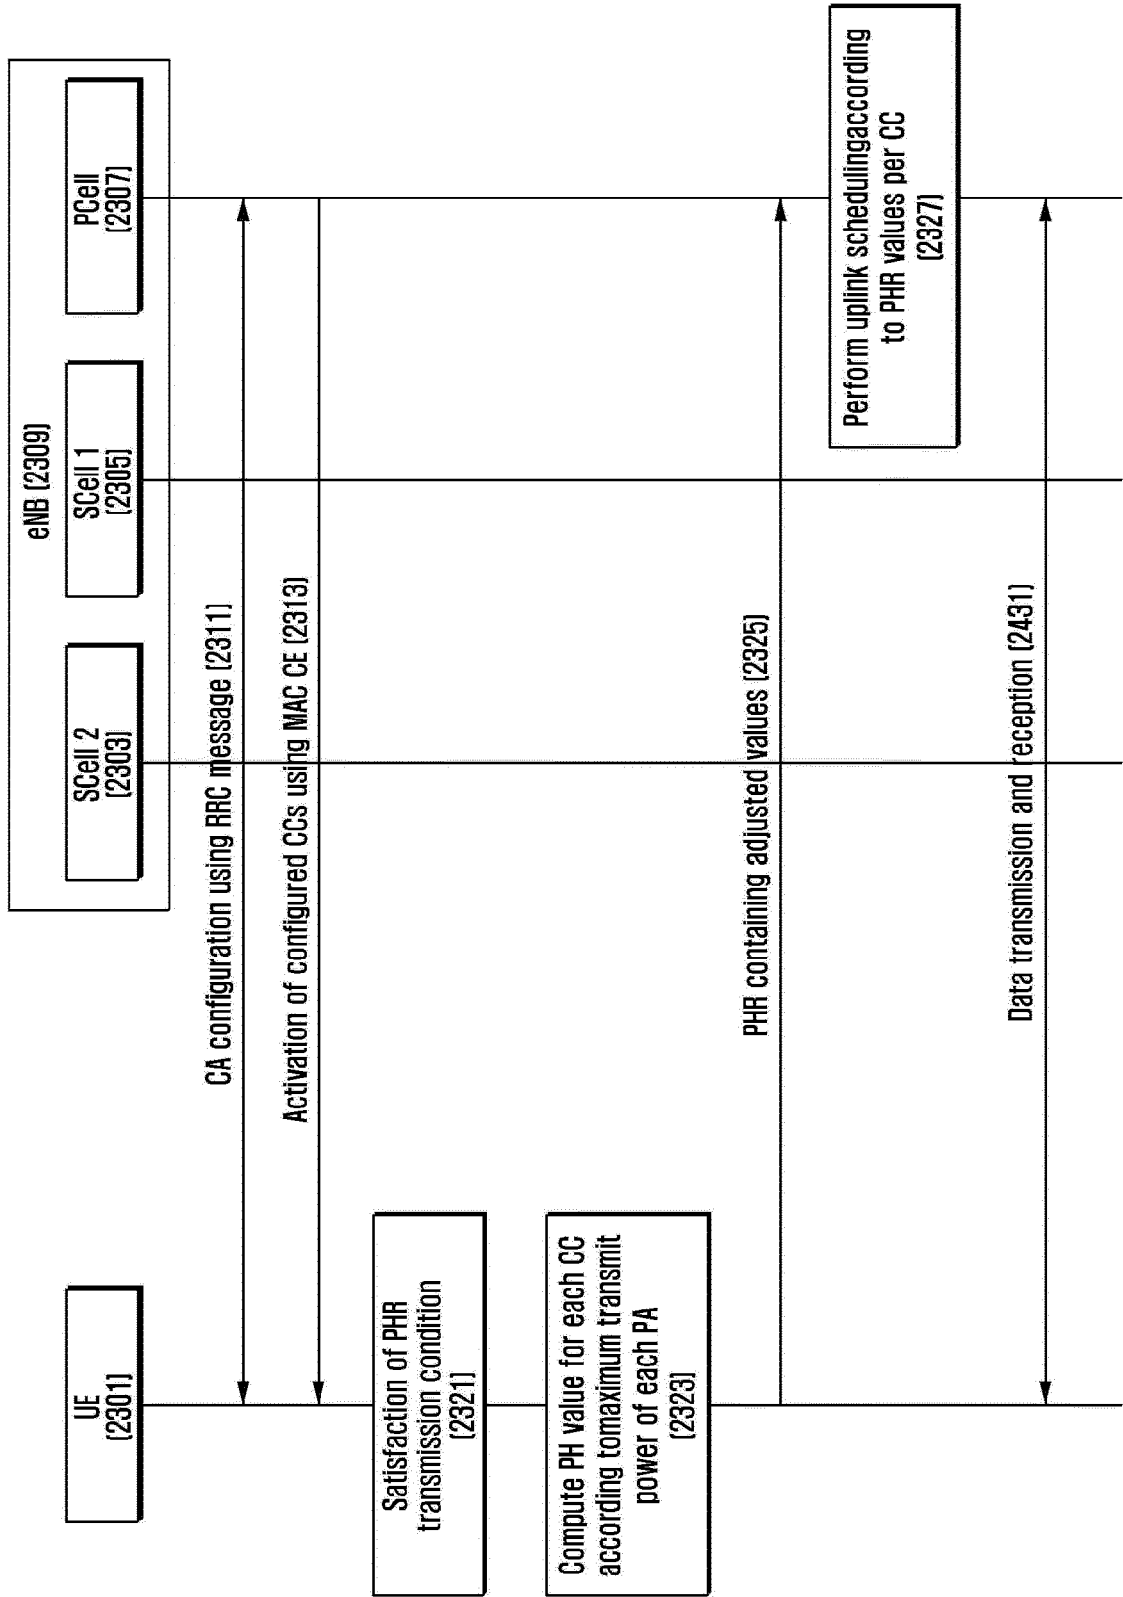 UE
(2301)
eNB (2309)
SCell 2
(2303)
SCell 1
(2305)
PCell
(2307)
CA configuration using RRC message (2311)
Activation of configured CCs using MAC CE (2313)
Satisfaction of PHR
transmission condition
(2321)
Compute PH value for each CC
according tomaximum transmit
power of each PA
(2323)
PHR containing adjusted values (2325)
Perform uplink schedulingaccording
to PHR values per CC
(2327)
Data transmission and reception (2431)